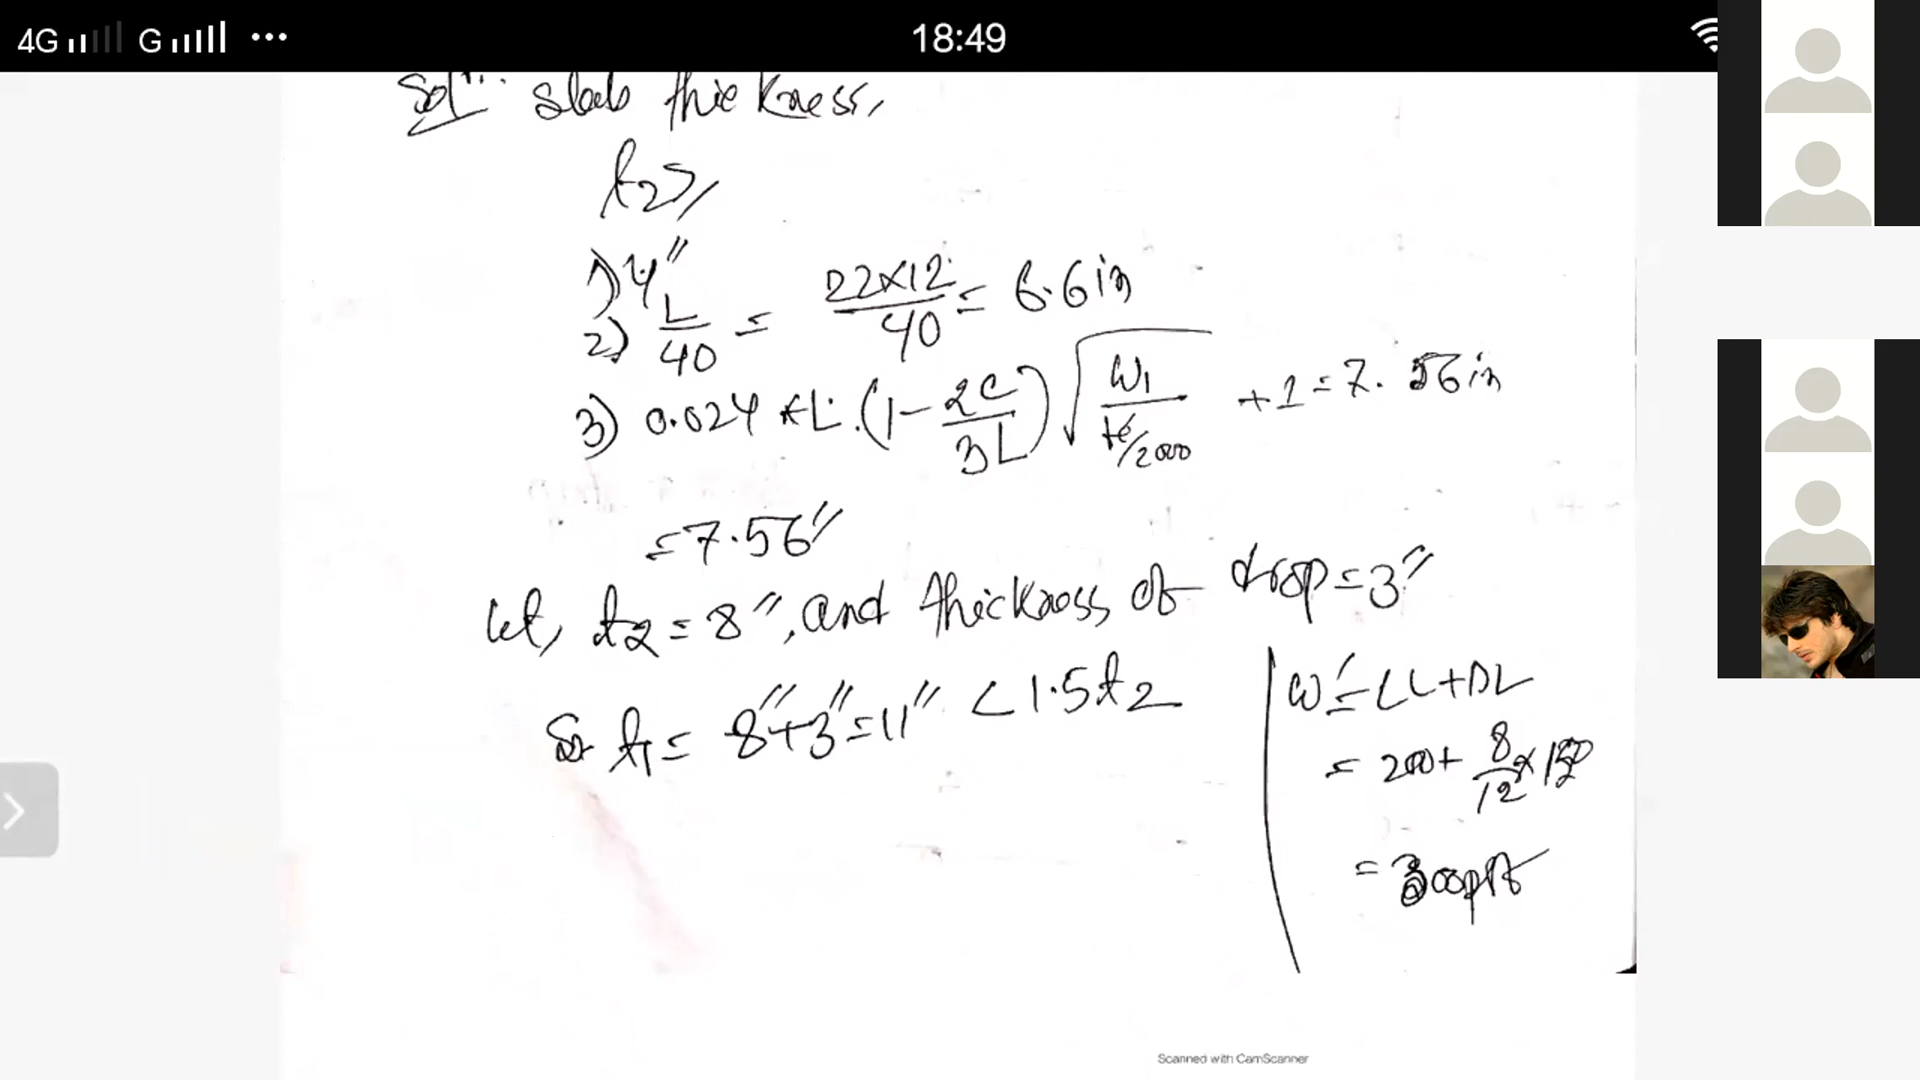 4G G ••• 18:49
Solⁿ: slab thickness,
t₂ ≥,
1) 4"
2) L/40 = 22×12/40 = 6.6 in
3) 0.024 × L. (1 - 2c/3L) √(w₁/(fc'/2000)) + 1 = 7.56 in
= 7.56"
let, t₂ = 8", and thickness of drop = 3"
So t₁ = 8"+3" = 11" < 1.5t₂
w' = LL+DL
= 200 + 8/12 × 150
= 300psf
Scanned with CamScanner